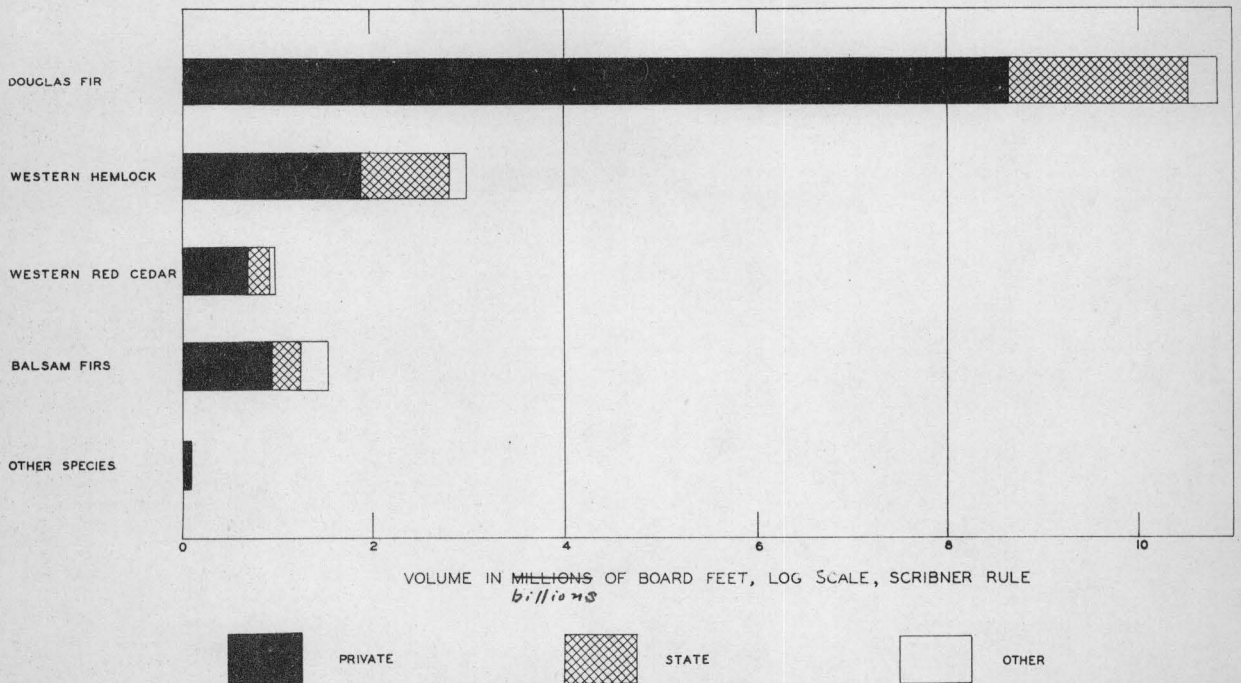 DOUGLAS FIR
WESTERN HEMLOCK
WESTERN RED CEDAR
BALSAM FIRS
OTHER SPECIES
0 2 4 6 8 10
VOLUME IN MILLIONS OF BOARD FEET, LOG SCALE, SCRIBNER RULE
billions
PRIVATE STATE OTHER